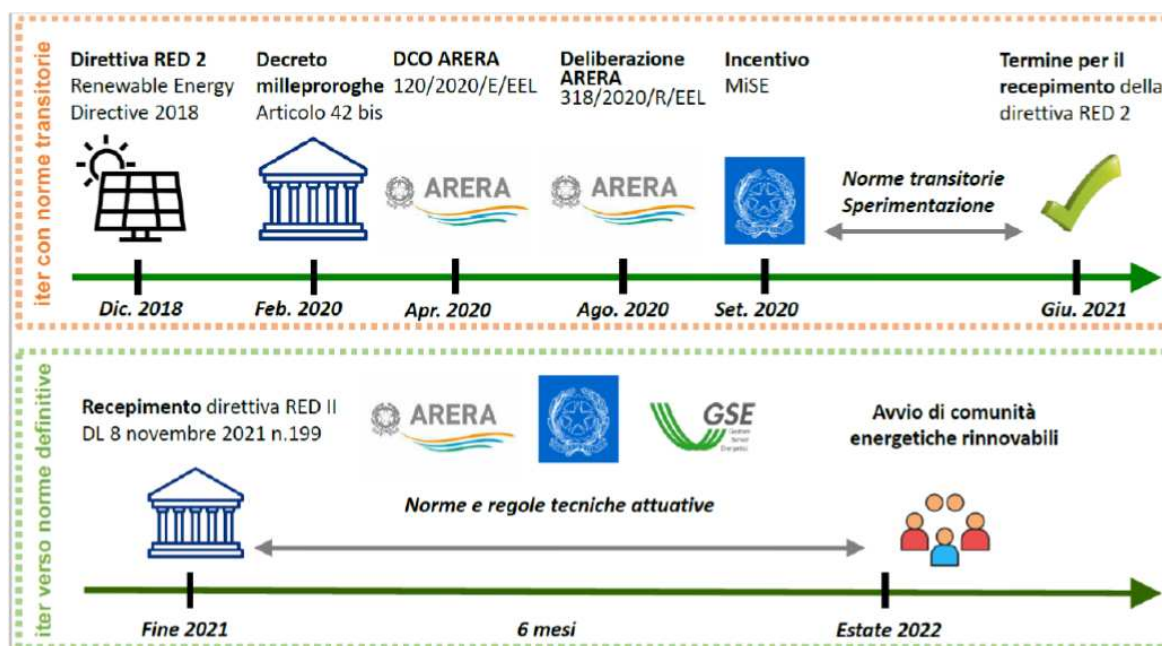 iter con norme transitorie
Direttiva RED 2
Renewable Energy
Directive 2018
Decreto
milleproroghe
Articolo 42 bis
DCO ARERA
120/2020/E/EEL
Deliberazione
ARERA
318/2020/R/EEL
Incentivo
MiSE
Termine per il
recepimento della
direttiva RED 2
ARERA
ARERA
Norme transitorie
Sperimentazione
Dic. 2018
Feb. 2020
Apr. 2020
Ago. 2020
Set. 2020
Giu. 2021
iter verso norme definitive
Recepimento direttiva RED II
DL 8 novembre 2021 n.199
ARERA
GSE
Gestore
Servizi
Energetici
Avvio di comunità
energetiche rinnovabili
Norme e regole tecniche attuative
Fine 2021
6 mesi
Estate 2022